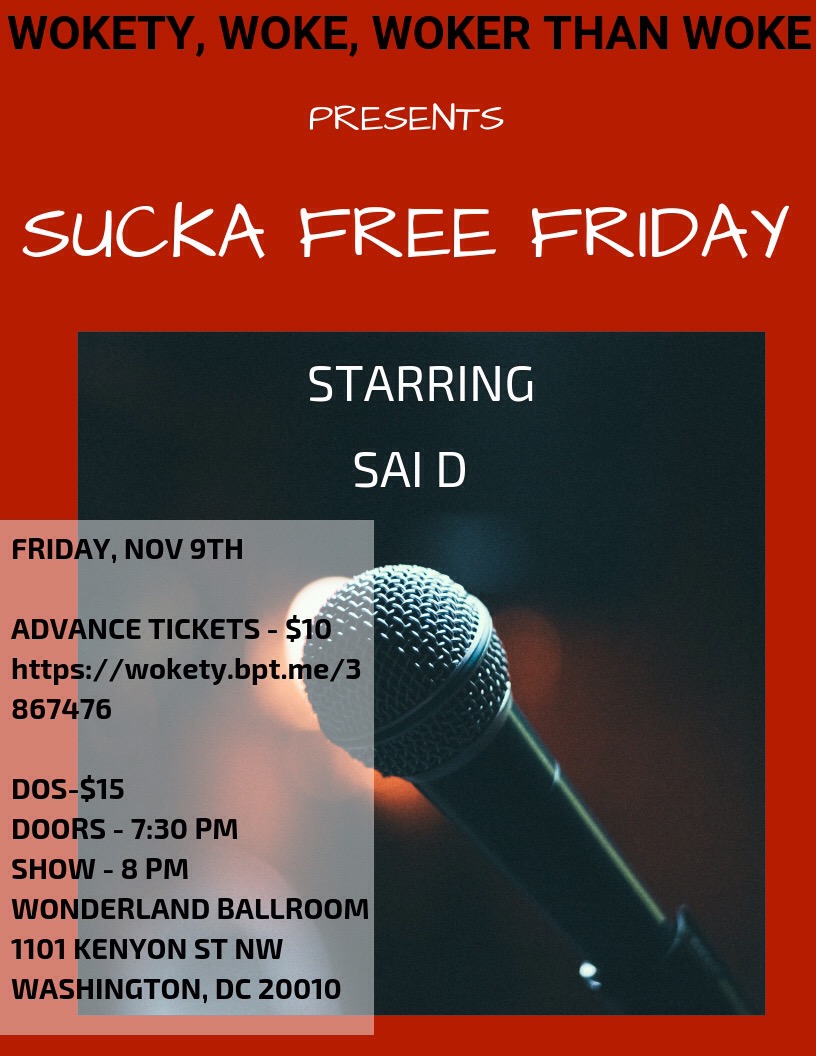 WOKETY, WOKE, WOKER THAN WOKE
PRESENTS
SUCKA FREE FRIDAY
STARRING
SAI D
FRIDAY, NOV 9TH
ADVANCE TICKETS - $10
https://wokety.bpt.me/3
867476
DOS-$15
DOORS - 7:30 PM
SHOW - 8 PM
WONDERLAND BALLROOM
1101 KENYON ST NW
WASHINGTON, DC 20010